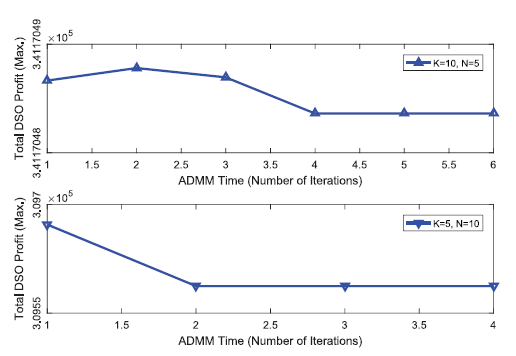 ×10⁵
3.4117049
3.4117048
Total DSO Profit (Max.)
K=10, N=5
1 1.5 2 2.5 3 3.5 4 4.5 5 5.5 6
ADMM Time (Number of Iterations)
×10⁵
3.097
3.0955
Total DSO Profit (Max.)
K=5, N=10
1 1.5 2 2.5 3 3.5 4
ADMM Time (Number of Iterations)